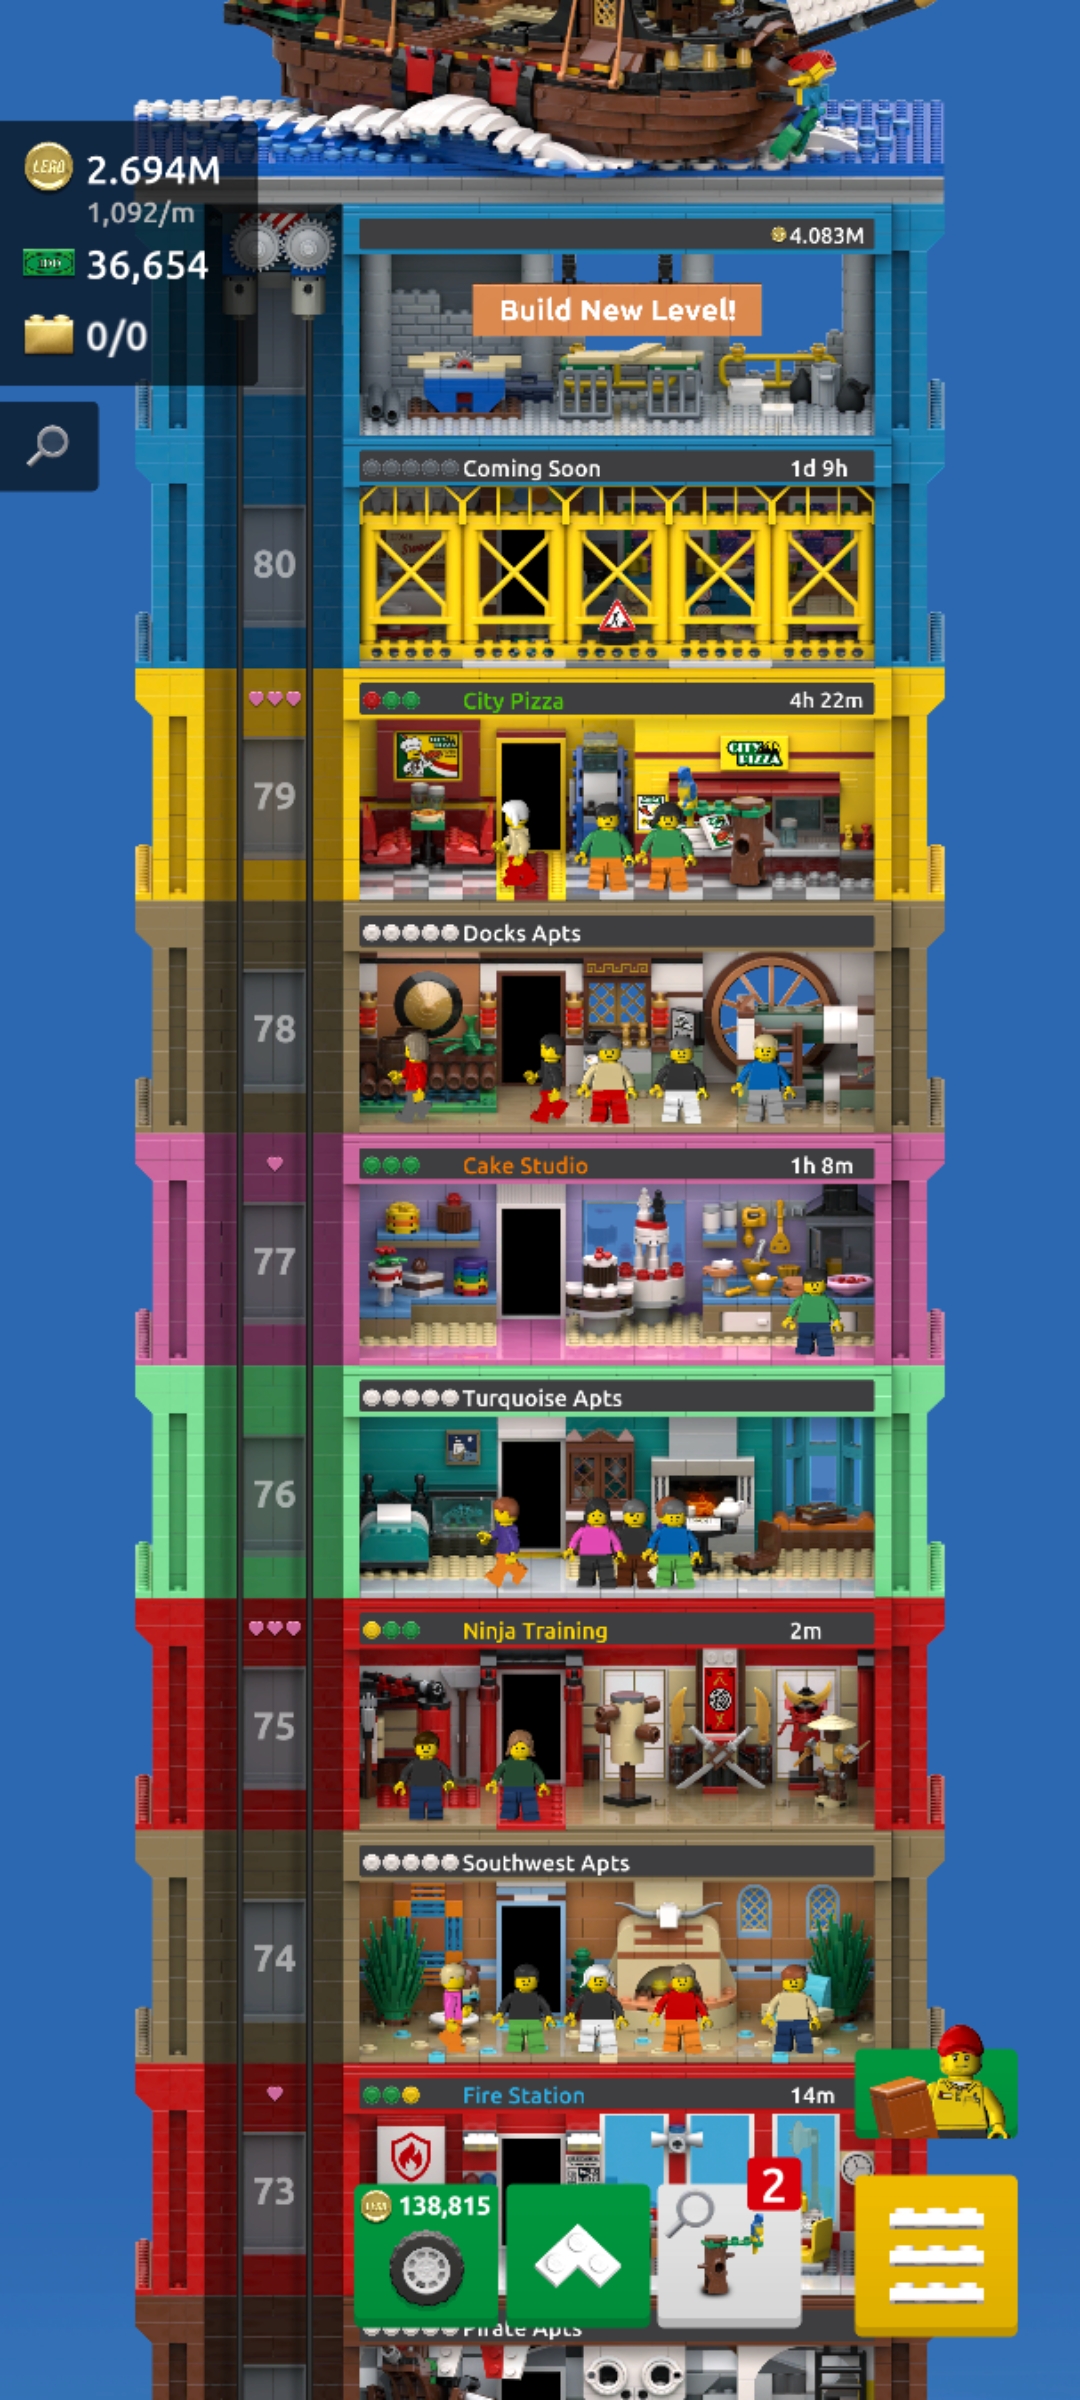 LEGO 2.694M
1,092/m
36,654
0/0
4.083M
Build New Level!
Coming Soon 1d 9h
80
City Pizza 4h 22m
CITY PIZZA
79
Docks Apts
78
Cake Studio 1h 8m
77
Turquoise Apts
76
Ninja Training 2m
75
Southwest Apts
74
Fire Station 14m
73
138,815
2
Pirate Apts